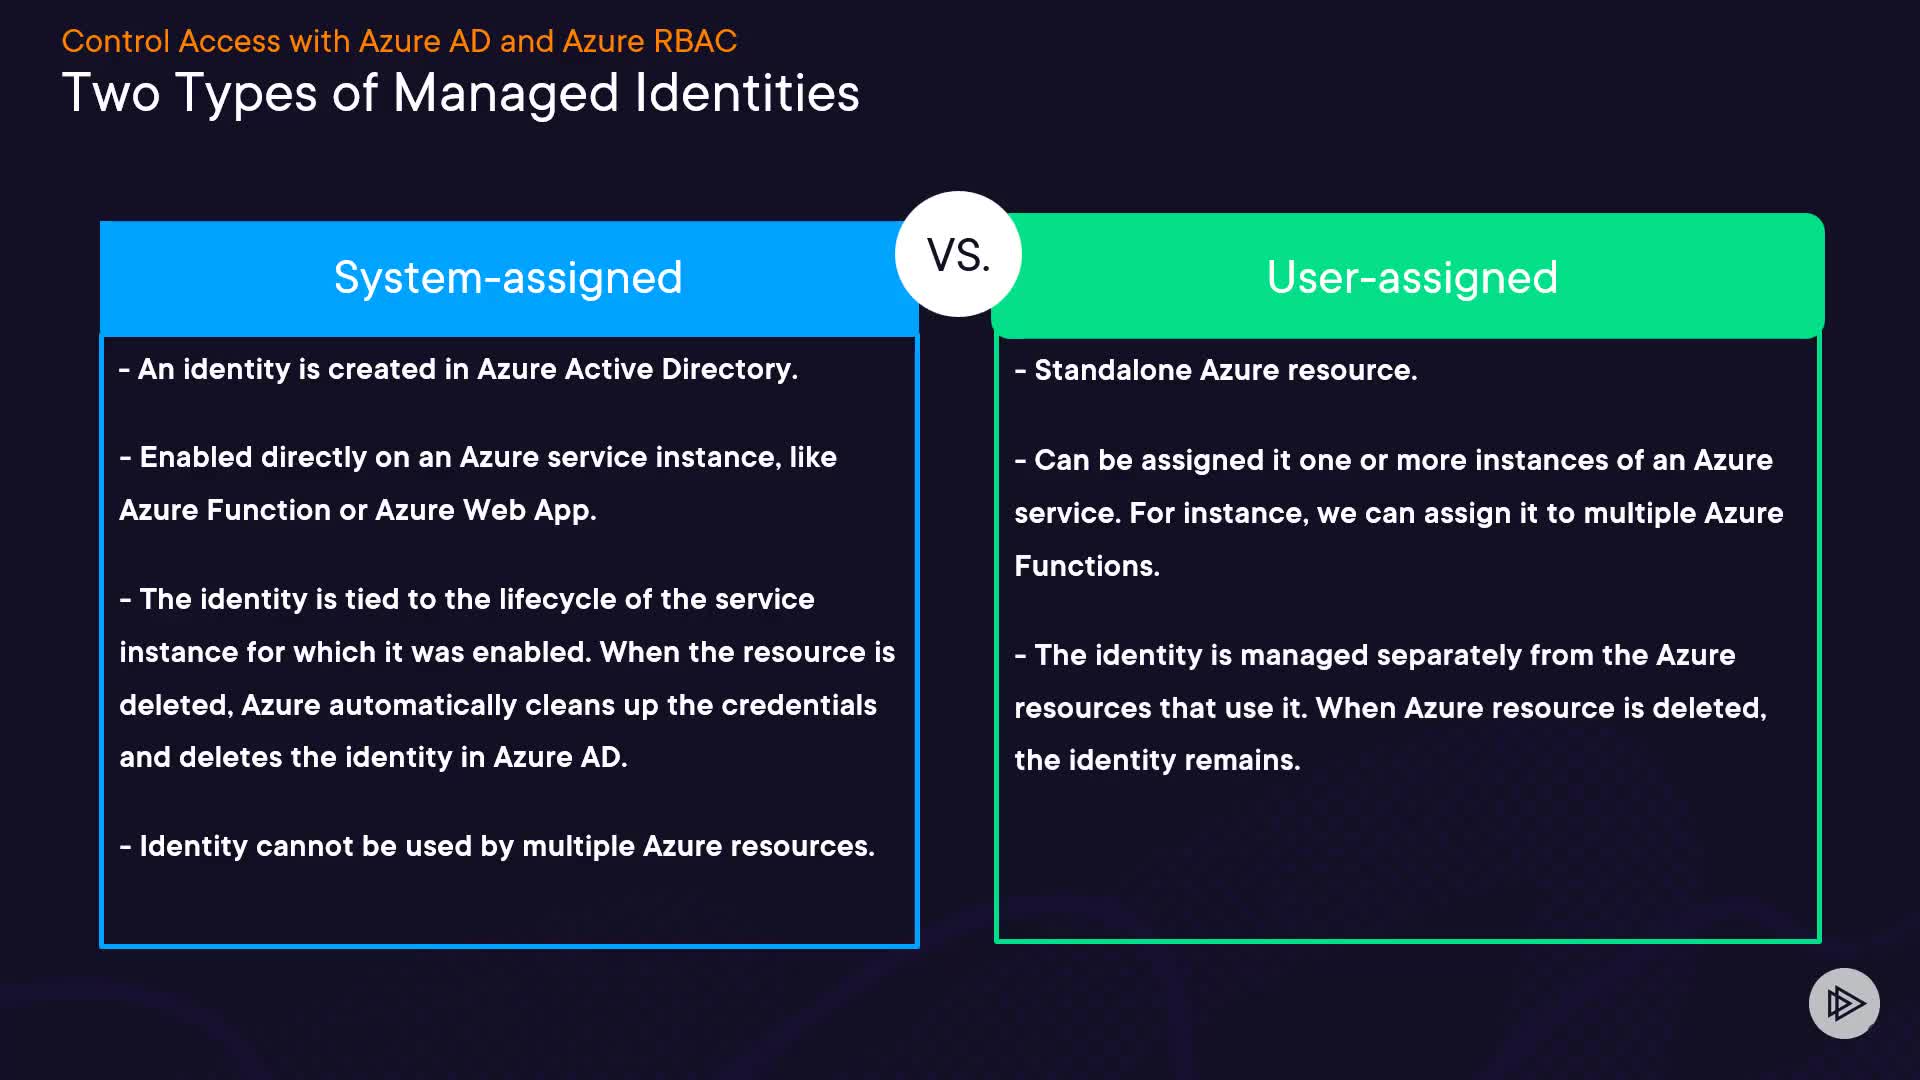 Control Access with Azure AD and Azure RBAC
Two Types of Managed Identities
System-assigned
VS.
User-assigned
- An identity is created in Azure Active Directory.
- Enabled directly on an Azure service instance, like
Azure Function or Azure Web App.
- The identity is tied to the lifecycle of the service
instance for which it was enabled. When the resource is
deleted, Azure automatically cleans up the credentials
and deletes the identity in Azure AD.
- Identity cannot be used by multiple Azure resources.
- Standalone Azure resource.
- Can be assigned it one or more instances of an Azure
service. For instance, we can assign it to multiple Azure
Functions.
- The identity is managed separately from the Azure
resources that use it. When Azure resource is deleted,
the identity remains.